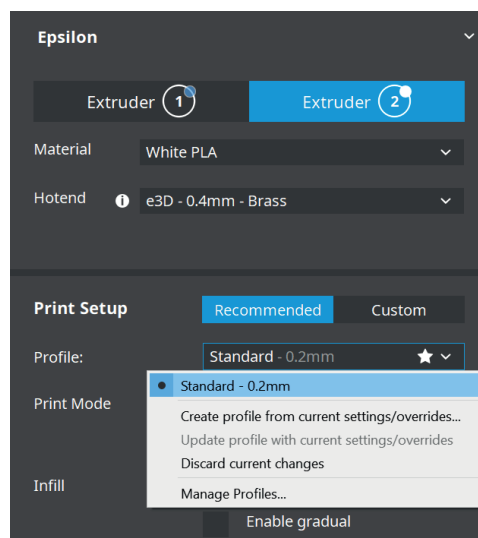 Epsilon
Extruder 1 Extruder 2
Material White PLA
Hotend i e3D - 0.4mm - Brass
Print Setup Recommended Custom
Profile: Standard - 0.2mm
Standard - 0.2mm
Print Mode
Create profile from current settings/overrides...
Update profile with current settings/overrides
Discard current changes
Infill
Manage Profiles...
Enable gradual